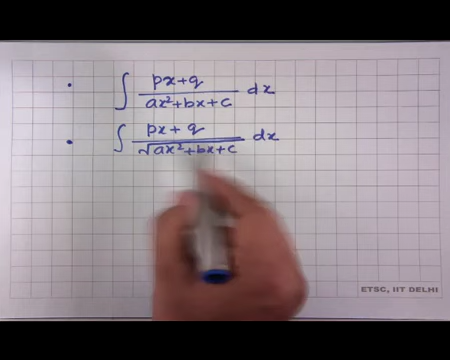 • ∫ px+q / ax²+bx+c dx
• ∫ px+q / √ax²+bx+c dx
ETSC, IIT DELHI